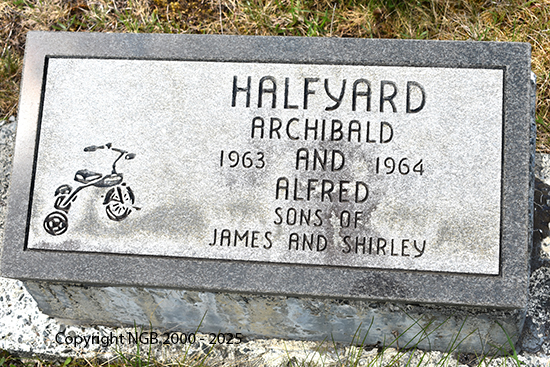 HALFYARD
ARCHIBALD
1963 AND 1964
ALFRED
SONS OF
JAMES AND SHIRLEY
Copyright NGB 2000 - 2025